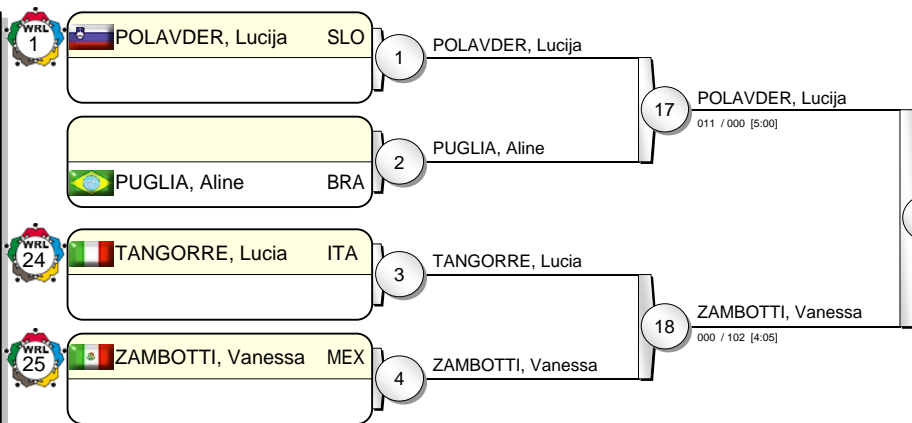 WRL
1
POLAVDER, Lucija SLO
1
POLAVDER, Lucija
17
POLAVDER, Lucija
011 / 000 [5:00]
2
PUGLIA, Aline
PUGLIA, Aline BRA
WRL
24
TANGORRE, Lucia ITA
3
TANGORRE, Lucia
18
ZAMBOTTI, Vanessa
000 / 102 [4:05]
WRL
25
ZAMBOTTI, Vanessa MEX
4
ZAMBOTTI, Vanessa